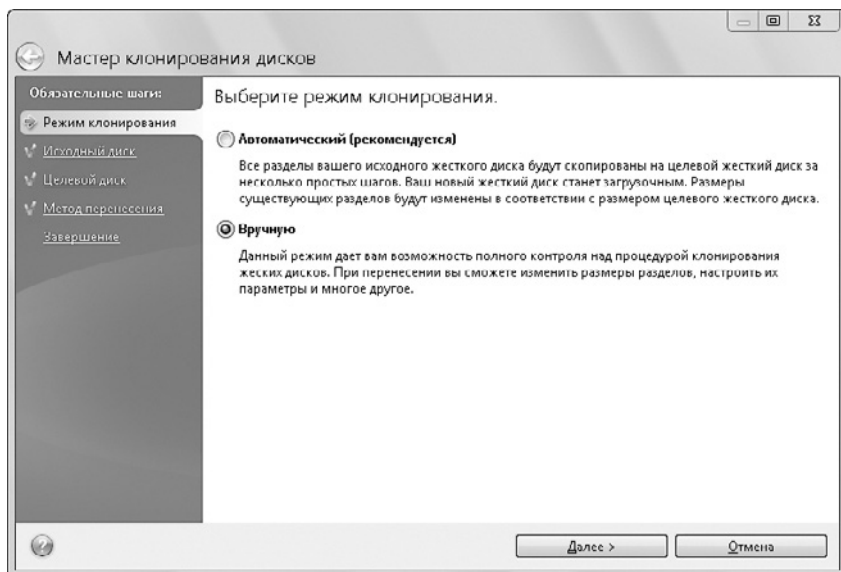 Мастер клонирования дисков
Обязательные шаги:
Режим клонирования
Исходный диск
Целевой диск
Метод перенесения
Завершение
Выберите режим клонирования.
Автоматический (рекомендуется)
Все разделы вашего исходного жесткого диска будут скопированы на целевой жесткий диск за
несколько простых шагов. Ваш новый жесткий диск станет загрузочным. Размеры
существующих разделов будут изменены в соответствии с размером целевого жесткого диска.
Вручную
Данный режим дает вам возможность полного контроля над процедурой клонирования
жеских дисков. При перенесении вы сможете изменить размеры разделов, настроить их
параметры и многое другое.
Далее >
Отмена